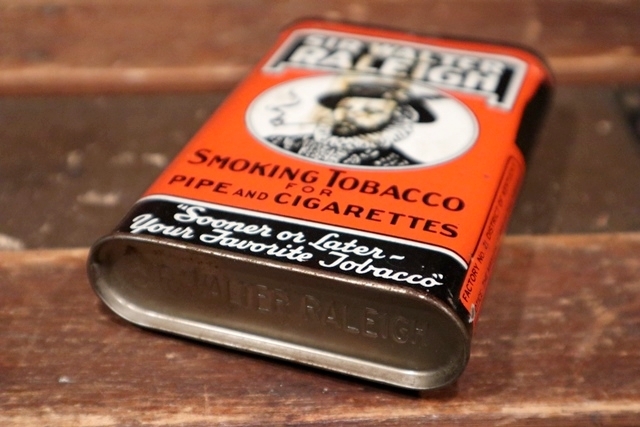 SIR WALTER
RALEIGH
SMOKING TOBACCO
FOR
PIPE AND CIGARETTES
"Sooner or Later-
Your Favorite Tobacco"
SIR WALTER RALEIGH
FACTORY No.